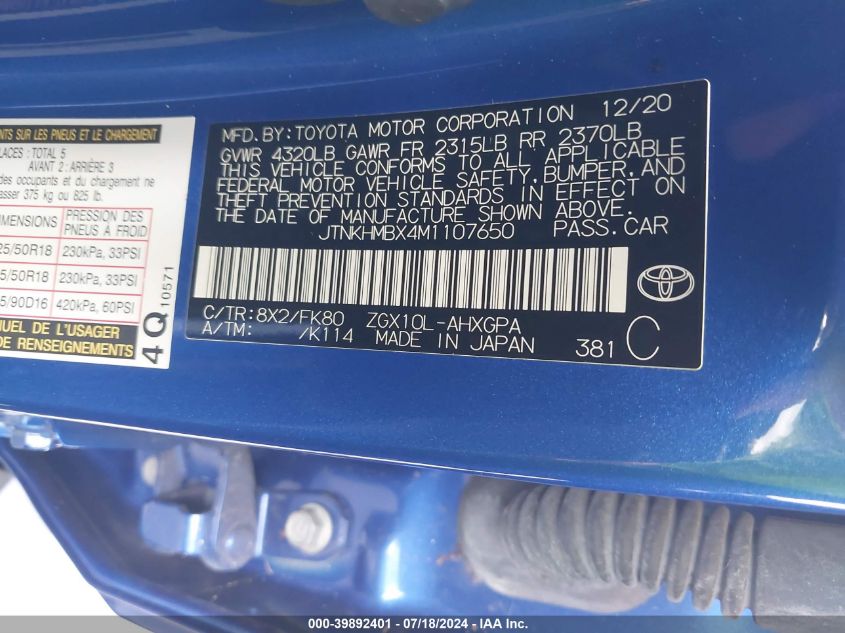 NTS SUR LES PNEUS ET LE CHARGEMENT
LACES: TOTAL 5
AVANT 2: ARRIÈRE 3
des occupants et du chargement ne
asser 375 kg ou 825 lb.
IMENSIONS PRESSION DES PNEUS À FROID
25/50R18 230kPa, 33PSI
5/50R18 230kPa, 33PSI
5/90D16 420kPa, 60PSI
NUEL DE L'USAGER
DE RENSEIGNEMENTS
4Q 10571
MFD. BY: TOYOTA MOTOR CORPORATION 12/20
GVWR 4320LB GAWR FR 2315LB RR 2370LB
THIS VEHICLE CONFORMS TO ALL APPLICABLE
FEDERAL MOTOR VEHICLE SAFETY, BUMPER, AND
THEFT PREVENTION STANDARDS IN EFFECT ON
THE DATE OF MANUFACTURE SHOWN ABOVE.
JTNKHMBX4M1107650 PASS.CAR
C/TR: 8X2/FK80 ZGX10L-AHXGPA
A/TM: /K114 MADE IN JAPAN 381 C
000-39892401 - 07/18/2024 - IAA Inc.